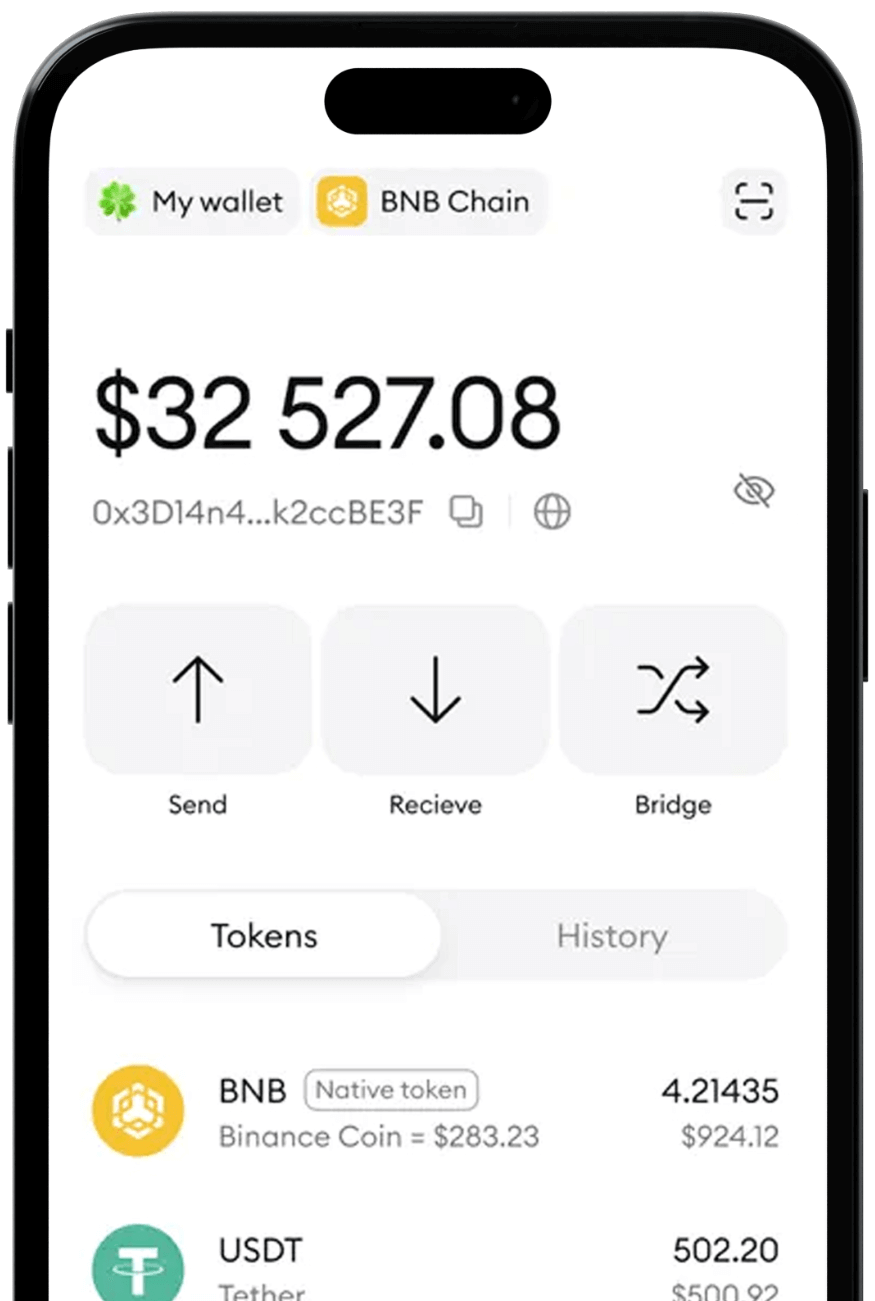 My wallet BNB Chain
$32 527.08
0x3D14n4...k2ccBE3F
Send Recieve Bridge
Tokens History
BNB Native token 4.21435
Binance Coin = $283.23 $924.12
USDT 502.20
Tether $500.92